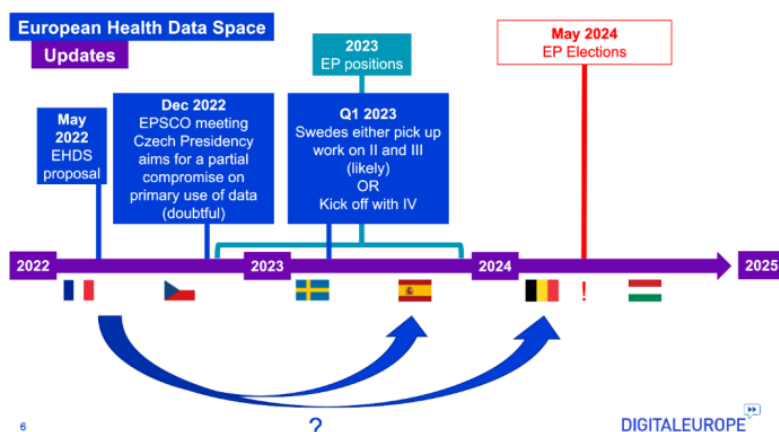 European Health Data Space
Updates
May
2022
EHDS
proposal
Dec 2022
EPSCO meeting
Czech Presidency
aims for a partial
compromise on
primary use of data
(doubtful)
2023
EP positions
Q1 2023
Swedes either pick up
work on II and III
(likely)
OR
Kick off with IV
May 2024
EP Elections
2022
2023
2024
2025
!
?
6
DIGITALEUROPE